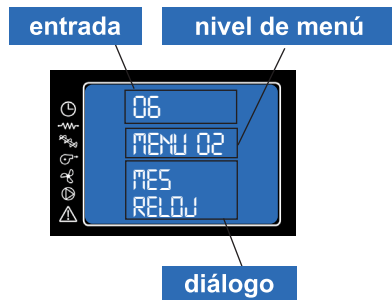 entrada
nivel de menú
06
MENU 02
MES
RELOJ
diálogo